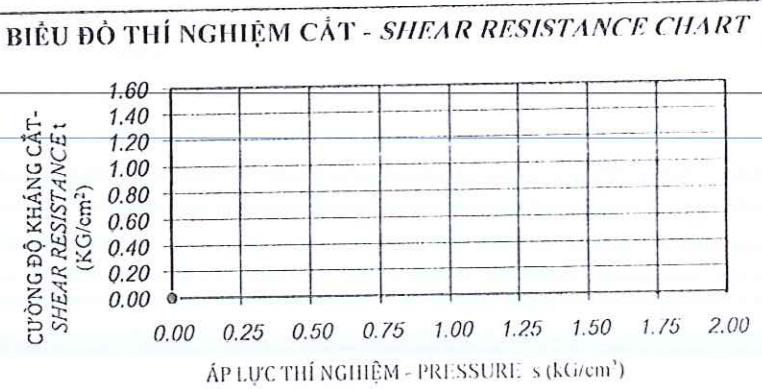 BIỂU ĐỒ THÍ NGHIỆM CẮT - SHEAR RESISTANCE CHART
CƯỜNG ĐỘ KHÁNG CẮT-
SHEAR RESISTANCE t
(KG/cm²)
1.60
1.40
1.20
1.00
0.80
0.60
0.40
0.20
0.00
0.00 0.25 0.50 0.75 1.00 1.25 1.50 1.75 2.00
ÁP LỰC THÍ NGHIỆM - PRESSURE s (kG/cm²)